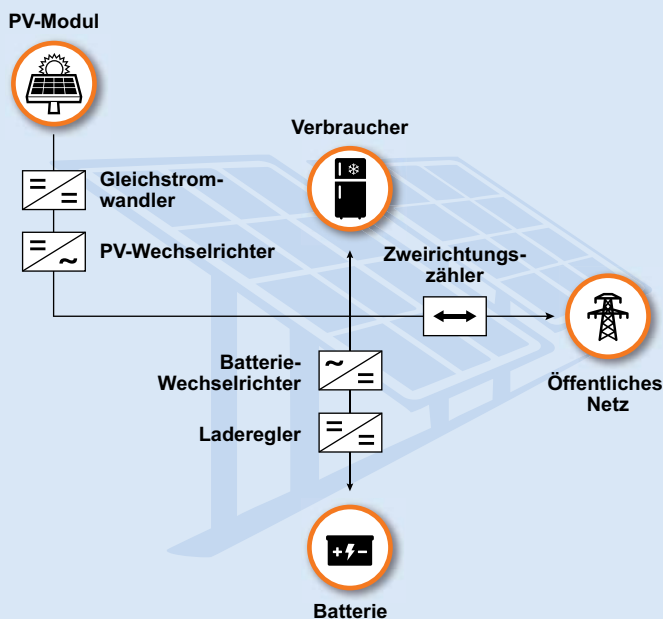 PV-Modul
Verbraucher
Gleichstrom-
wandler
PV-Wechselrichter
Zweirichtungs-
zähler
Batterie-
Wechselrichter
Öffentliches
Netz
Laderegler
Batterie